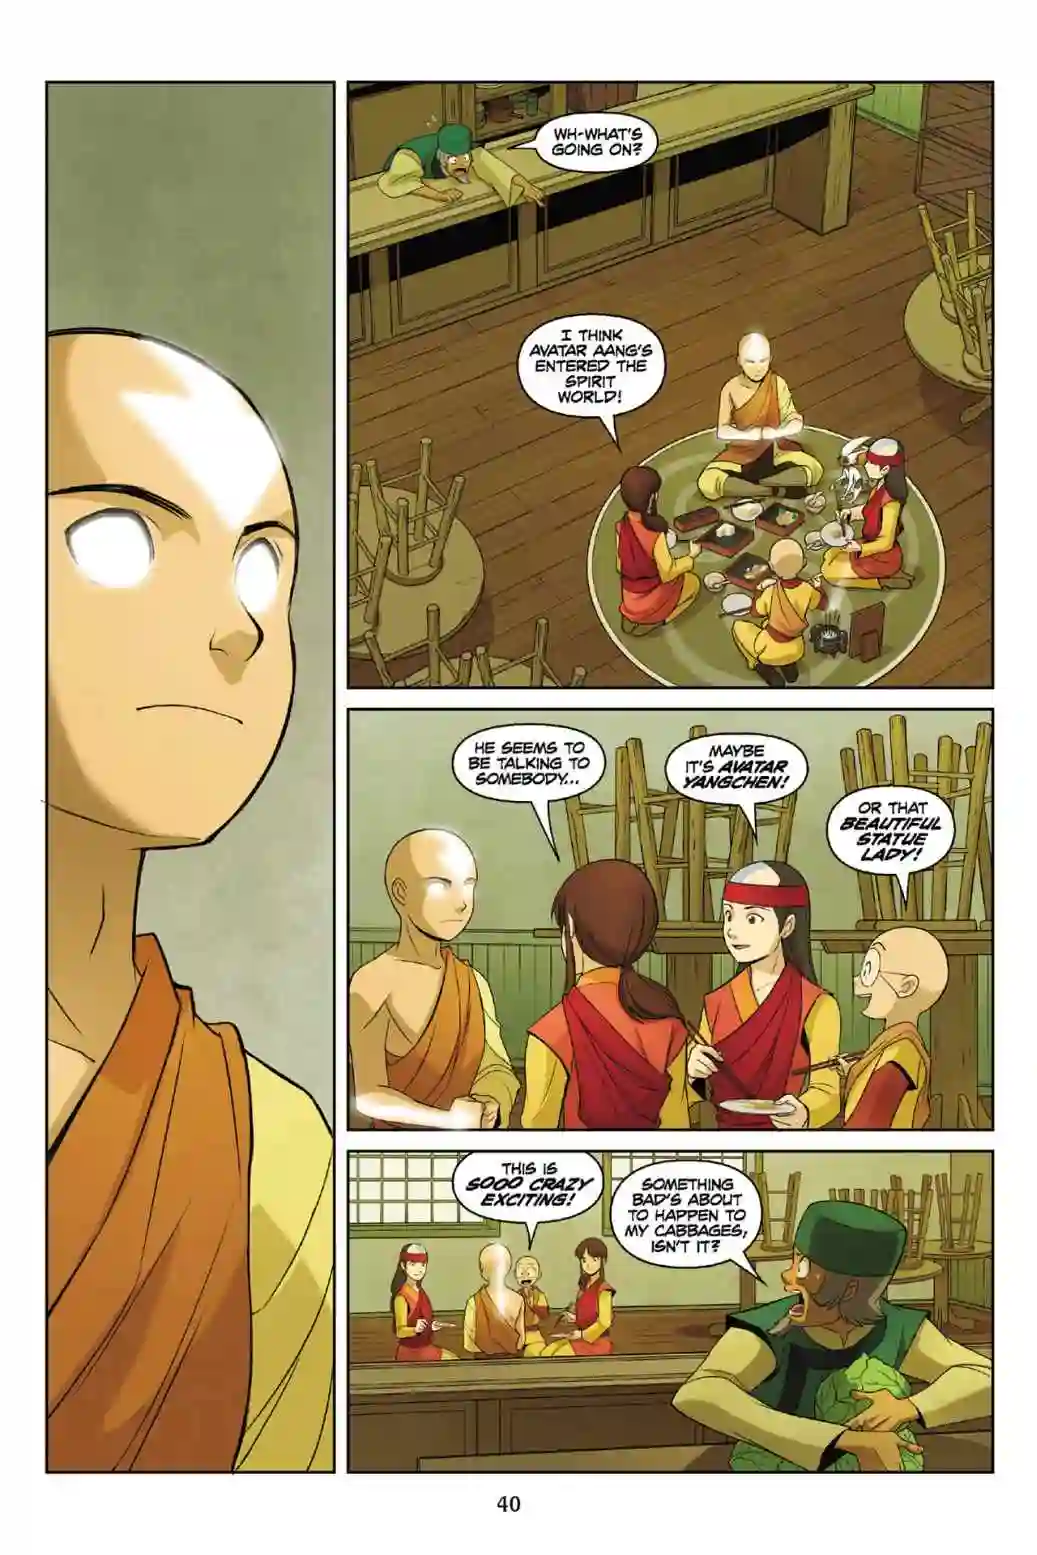 WH-WHAT'S
GOING ON?
I THINK
AVATAR AANG'S
ENTERED THE
SPIRIT
WORLD!
HE SEEMS TO
BE TALKING TO
SOMEBODY...
MAYBE
IT'S AVATAR
YANGCHEN!
OR THAT
BEAUTIFUL
STATUE
LADY!
THIS IS
SOOO CRAZY
EXCITING!
SOMETHING
BAD'S ABOUT
TO HAPPEN TO
MY CABBAGES,
ISN'T IT?
40